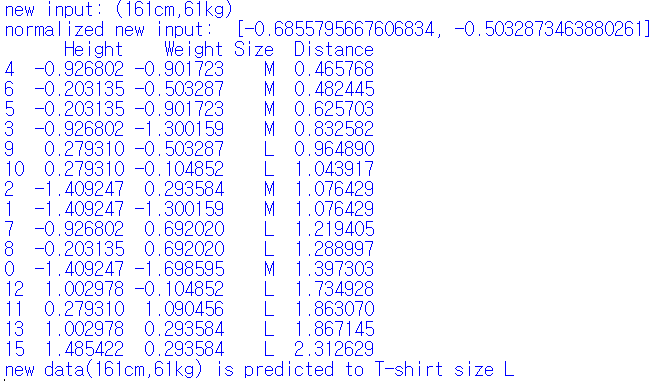 new input: (161cm,61kg)
normalized new input:  [-0.6855795667606834, -0.5032873463880261]
      Height    Weight Size  Distance
4  -0.926802 -0.901723    M  0.465768
6  -0.203135 -0.503287    M  0.482445
5  -0.203135 -0.901723    M  0.625703
3  -0.926802 -1.300159    M  0.832582
9   0.279310 -0.503287    L  0.964890
10  0.279310 -0.104852    L  1.043917
2  -1.409247  0.293584    M  1.076429
1  -1.409247 -1.300159    M  1.076429
7  -0.926802  0.692020    L  1.219405
8  -0.203135  0.692020    L  1.288997
0  -1.409247 -1.698595    M  1.397303
12  1.002978 -0.104852    L  1.734928
11  0.279310  1.090456    L  1.863070
13  1.002978  0.293584    L  1.867145
15  1.485422  0.293584    L  2.312629
new data(161cm,61kg) is predicted to T-shirt size L